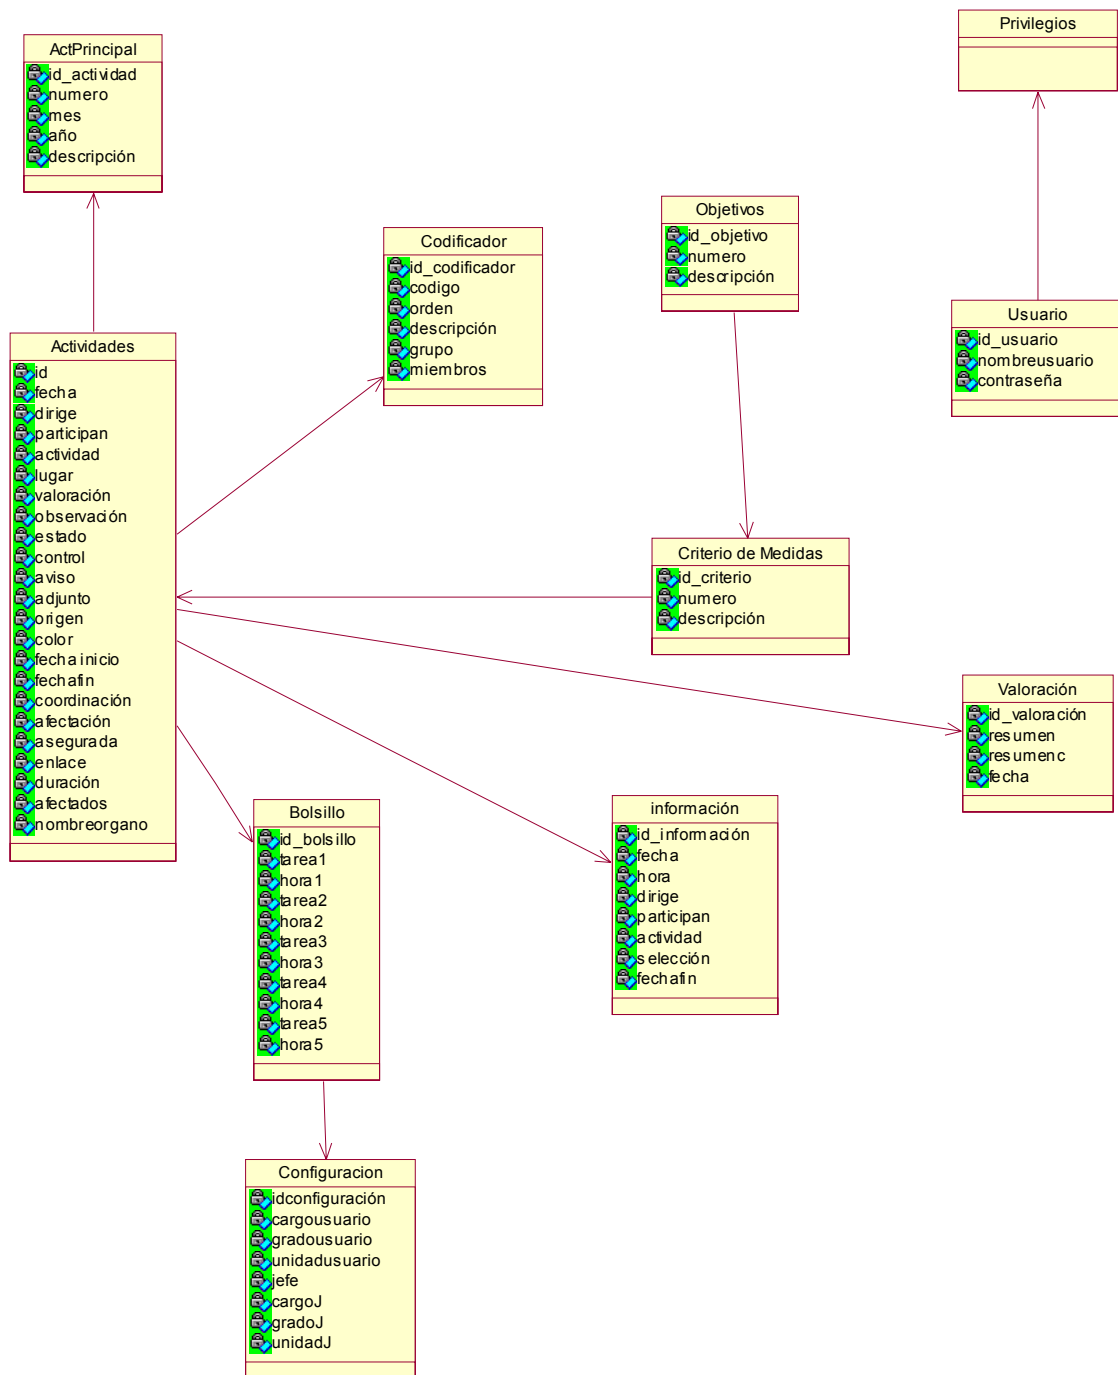 ActPrincipal
id_actividad
numero
mes
año
descripción
Privilegios
Objetivos
id_objetivo
numero
descripción
Codificador
id_codificador
codigo
orden
descripción
grupo
miembros
Usuario
id_usuario
nombreusuario
contraseña
Actividades
id
fecha
dirige
participan
actividad
lugar
valoración
observación
estado
control
aviso
adjunto
origen
color
fecha inicio
fechafin
coordinación
afectación
asegurada
enlace
duración
afectados
nombreorgano
Criterio de Medidas
id_criterio
numero
descripción
Valoración
id_valoración
resumen
resumenc
fecha
Bolsillo
id_bolsillo
tarea1
hora1
tarea2
hora2
tarea3
hora3
tarea4
hora4
tarea5
hora5
información
id_información
fecha
hora
dirige
participan
actividad
selección
fechafin
Configuracion
idconfiguración
cargousuario
gradousuario
unidadusuario
jefe
cargoJ
gradoJ
unidadJ